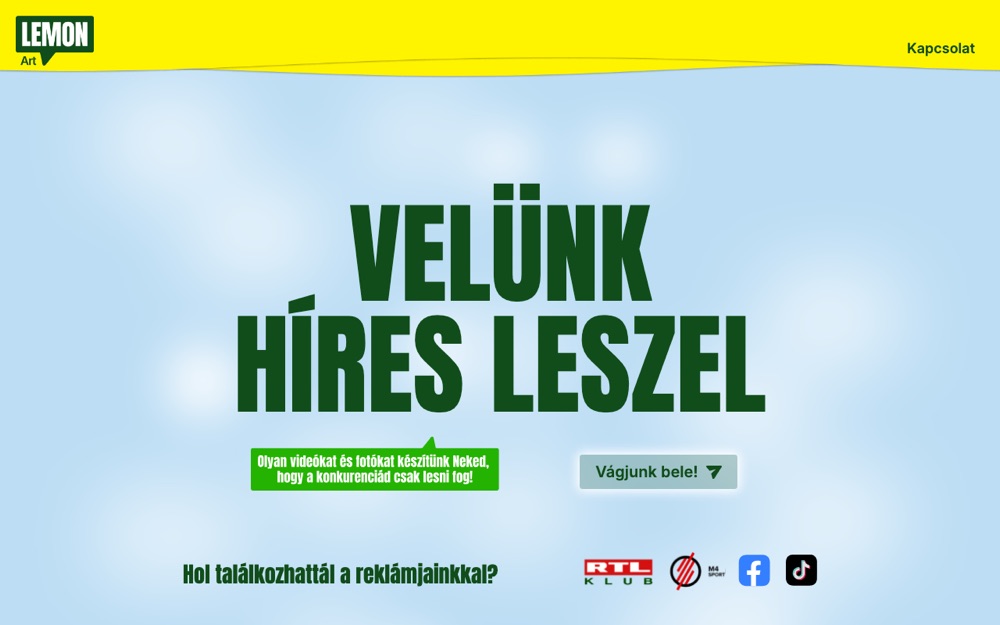 LEMON
Art
Kapcsolat
VELÜNK
HÍRES LESZEL
Olyan videókat és fotókat készítünk Neked,
hogy a konkurenciád csak lesni fog!
Vágjunk bele!
Hol találkozhattál a reklámjainkkal?
RTL
KLUB
M4
SPORT